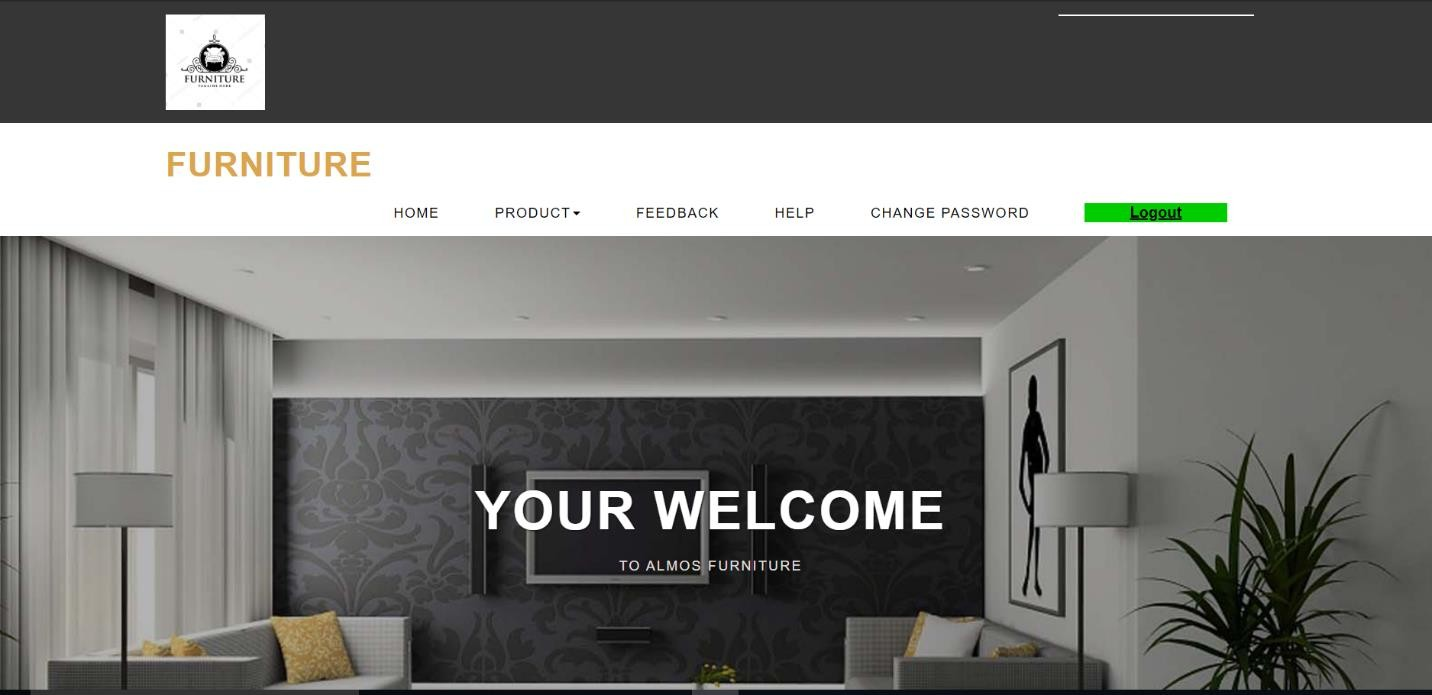 FURNITURE
FURNITURE
HOME PRODUCT FEEDBACK HELP CHANGE PASSWORD Logout
YOUR WELCOME
TO ALMOS FURNITURE